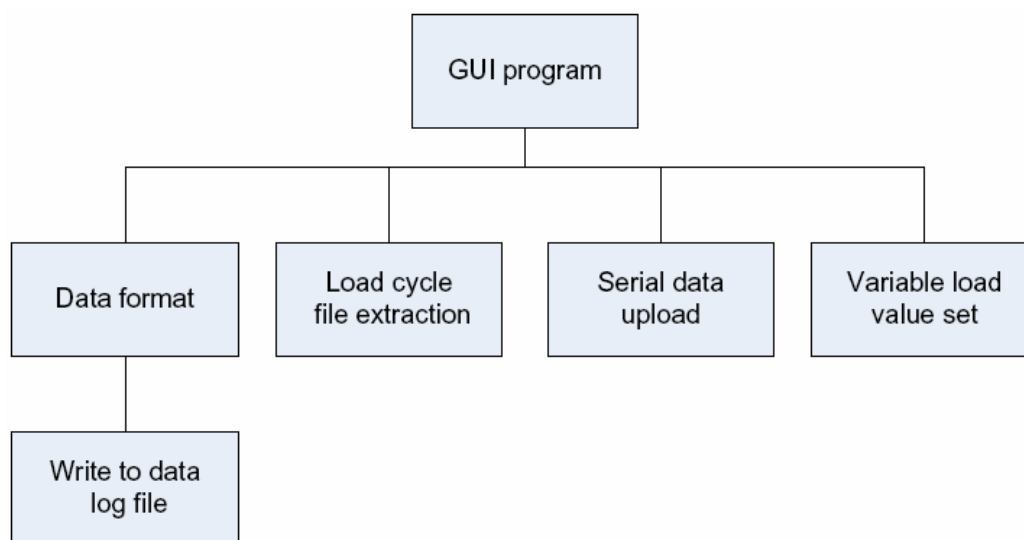 GUI program
Data format
Load cycle
file extraction
Serial data
upload
Variable load
value set
Write to data
log file